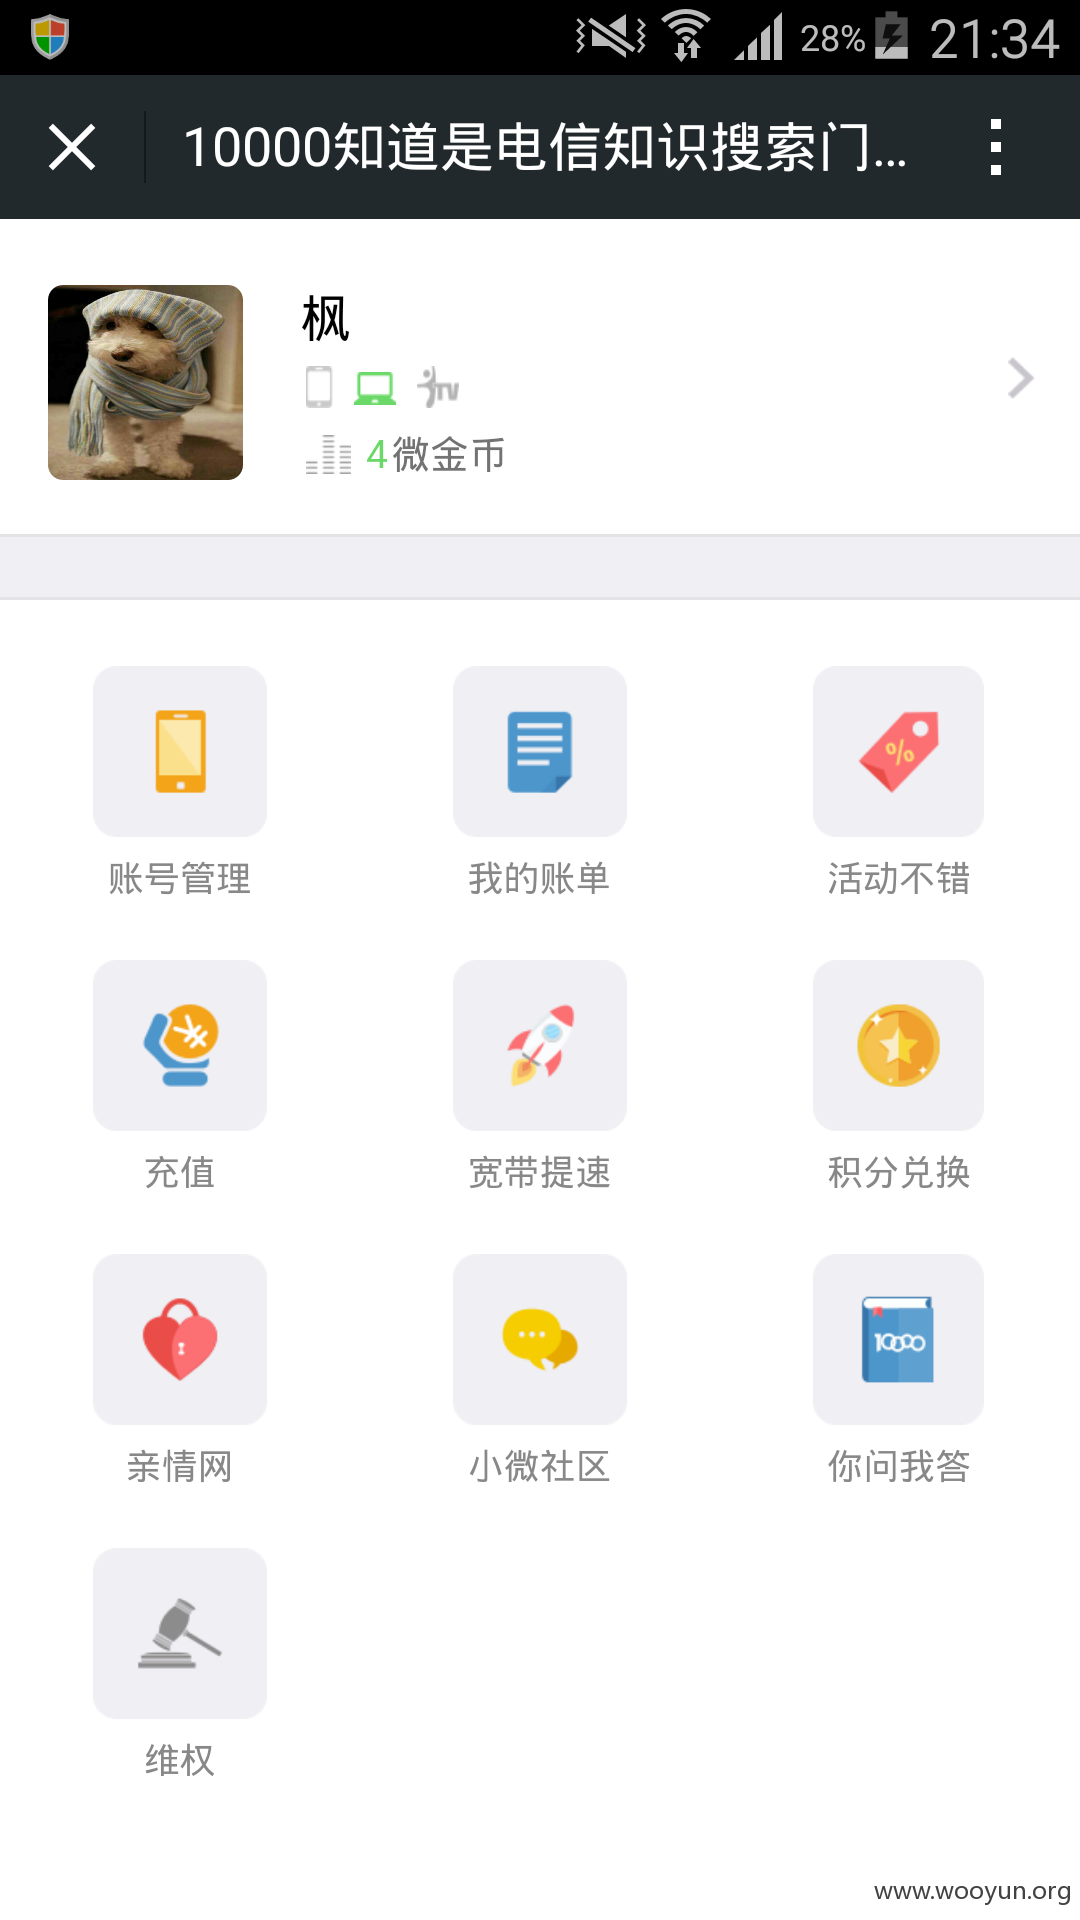 28% 21:34
10000知道是电信知识搜索门...
枫
TV
4微金币
账号管理 我的账单 活动不错
充值 宽带提速 积分兑换
10000
亲情网 小微社区 你问我答
维权
www.wooyun.org